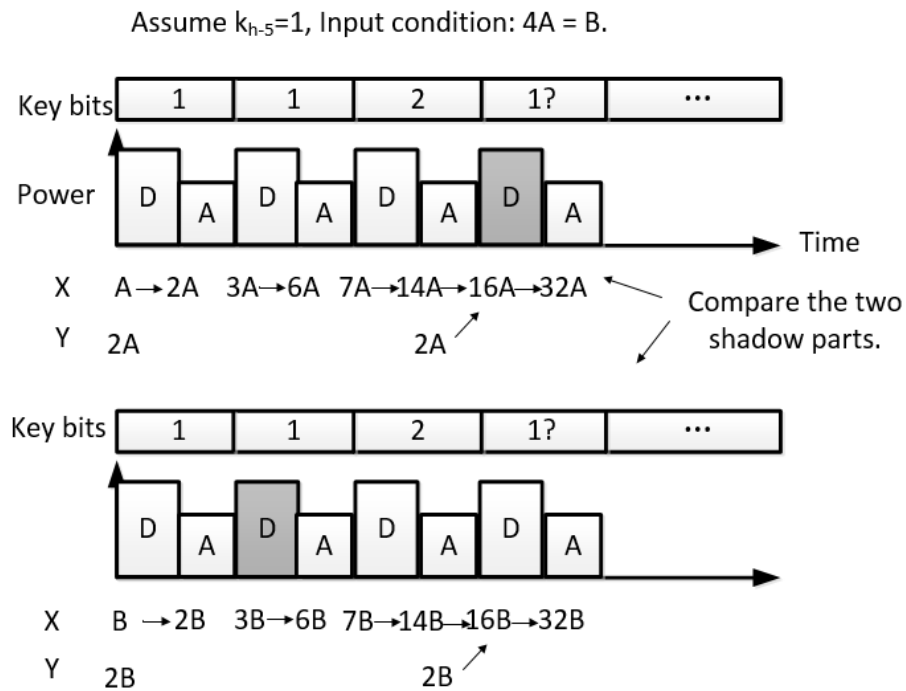 Assume k_{h-5}=1, Input condition: 4A = B.
Key bits 1 1 2 1? ...
Power D A D A D A D A
Time
X A→2A 3A→6A 7A→14A→16A→32A
Y 2A 2A
Compare the two
shadow parts.
Key bits 1 1 2 1? ...
D A D A D A D A
X B →2B 3B→6B 7B→14B→16B→32B
Y 2B 2B